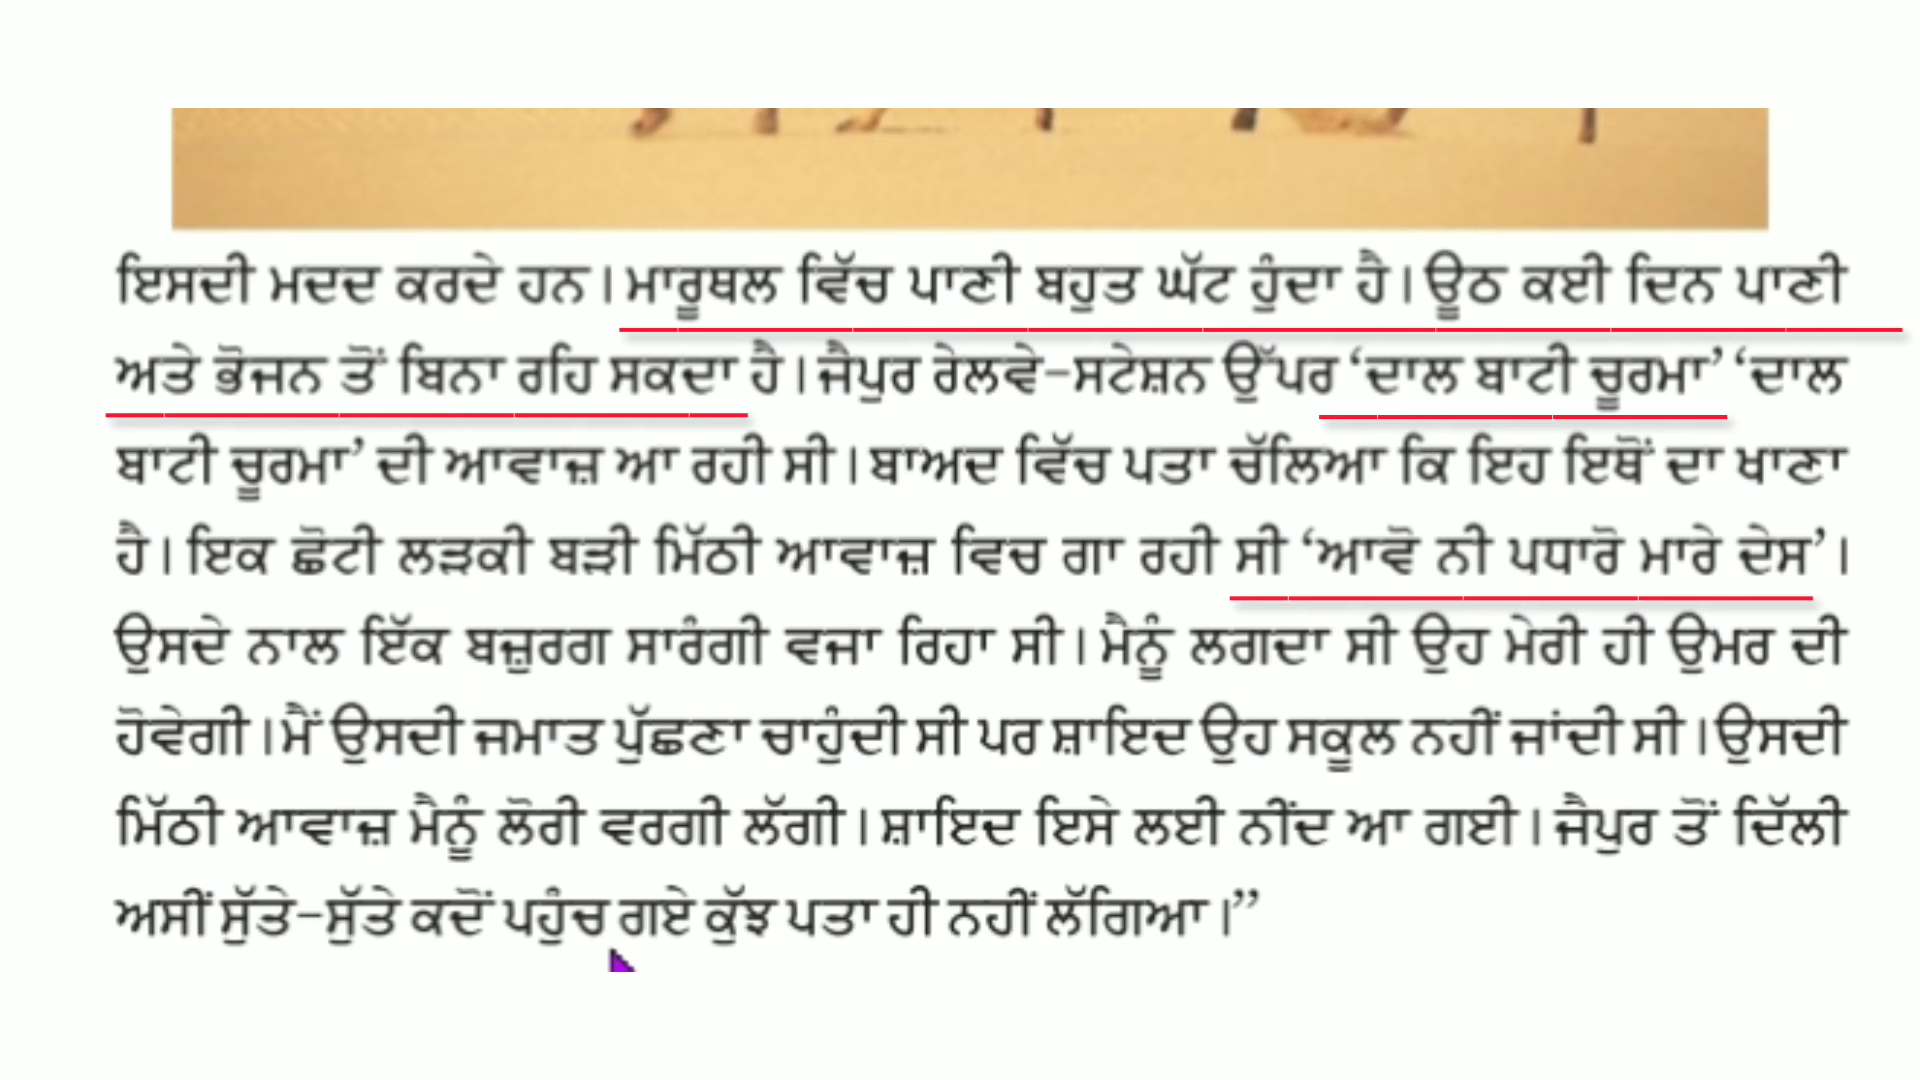 ਇਸਦੀ ਮਦਦ ਕਰਦੇ ਹਨ। ਮਾਰੂਥਲ ਵਿੱਚ ਪਾਣੀ ਬਹੁਤ ਘੱਟ ਹੁੰਦਾ ਹੈ। ਊਠ ਕਈ ਦਿਨ ਪਾਣੀ
ਅਤੇ ਭੋਜਨ ਤੋਂ ਬਿਨਾ ਰਹਿ ਸਕਦਾ ਹੈ। ਜੈਪੁਰ ਰੇਲਵੇ-ਸਟੇਸ਼ਨ ਉੱਪਰ ‘ਦਾਲ ਬਾਟੀ ਚੂਰਮਾ’ ‘ਦਾਲ
ਬਾਟੀ ਚੂਰਮਾ’ ਦੀ ਆਵਾਜ਼ ਆ ਰਹੀ ਸੀ। ਬਾਅਦ ਵਿੱਚ ਪਤਾ ਚੱਲਿਆ ਕਿ ਇਹ ਇਥੋਂ ਦਾ ਖਾਣਾ
ਹੈ। ਇਕ ਛੋਟੀ ਲੜਕੀ ਬੜੀ ਮਿੱਠੀ ਆਵਾਜ਼ ਵਿਚ ਗਾ ਰਹੀ ਸੀ ‘ਆਵੋ ਨੀ ਪਧਾਰੋ ਮਾਰੇ ਦੇਸ’।
ਉਸਦੇ ਨਾਲ ਇੱਕ ਬਜ਼ੁਰਗ ਸਾਰੰਗੀ ਵਜਾ ਰਿਹਾ ਸੀ। ਮੈਨੂੰ ਲਗਦਾ ਸੀ ਉਹ ਮੇਰੀ ਹੀ ਉਮਰ ਦੀ
ਹੋਵੇਗੀ। ਮੈਂ ਉਸਦੀ ਜਮਾਤ ਪੁੱਛਣਾ ਚਾਹੁੰਦੀ ਸੀ ਪਰ ਸ਼ਾਇਦ ਉਹ ਸਕੂਲ ਨਹੀਂ ਜਾਂਦੀ ਸੀ। ਉਸਦੀ
ਮਿੱਠੀ ਆਵਾਜ਼ ਮੈਨੂੰ ਲੋਰੀ ਵਰਗੀ ਲੱਗੀ। ਸ਼ਾਇਦ ਇਸੇ ਲਈ ਨੀਂਦ ਆ ਗਈ। ਜੈਪੁਰ ਤੋਂ ਦਿੱਲੀ
ਅਸੀਂ ਸੁੱਤੇ-ਸੁੱਤੇ ਕਦੋਂ ਪਹੁੰਚ ਗਏ ਕੁੱਝ ਪਤਾ ਹੀ ਨਹੀਂ ਲੱਗਿਆ।”